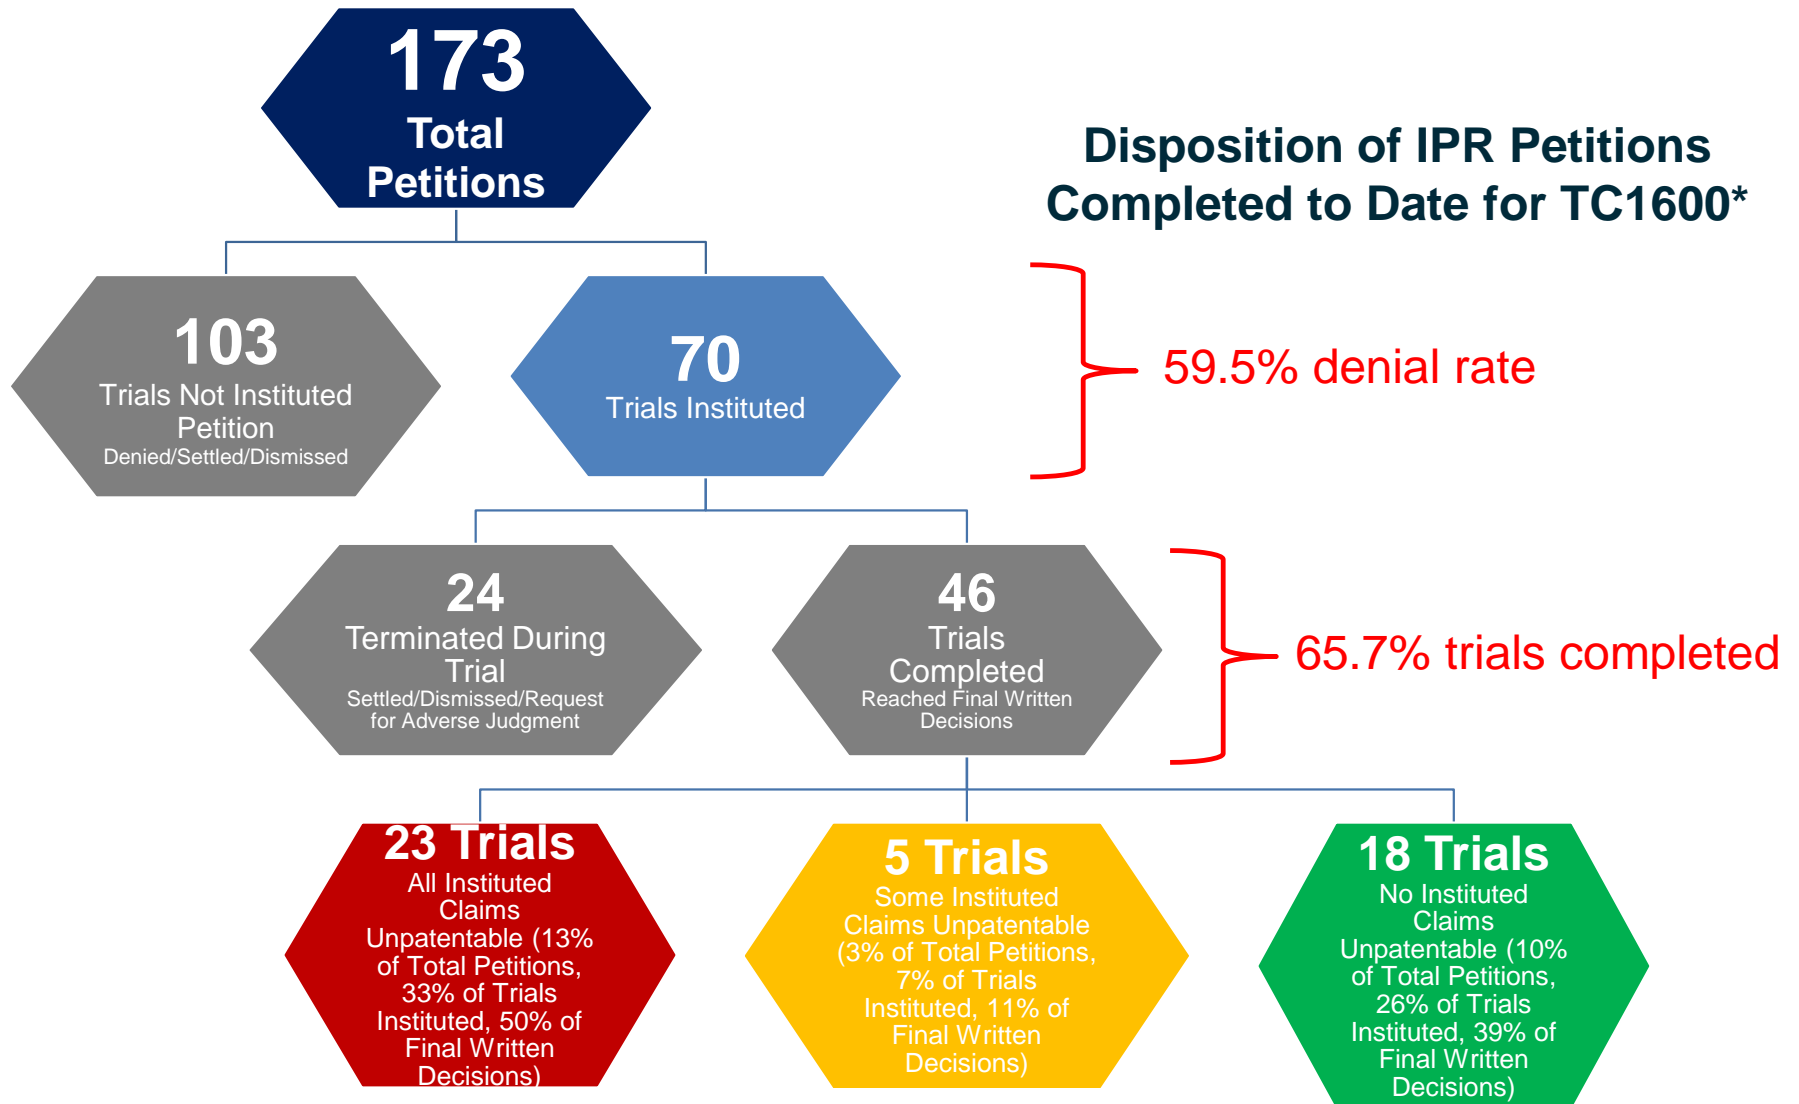 173
Total
Petitions
Disposition of IPR Petitions
Completed to Date for TC1600*
103
Trials Not Instituted
Petition
Denied/Settled/Dismissed
70
Trials Instituted
59.5% denial rate
24
Terminated During
Trial
Settled/Dismissed/Request
for Adverse Judgment
46
Trials
Completed
Reached Final Written
Decisions
65.7% trials completed
23 Trials
All Instituted
Claims
Unpatentable (13%
of Total Petitions,
33% of Trials
Instituted, 50% of
Final Written
Decisions)
5 Trials
Some Instituted
Claims Unpatentable
(3% of Total Petitions,
7% of Trials
Instituted, 11% of
Final Written
Decisions)
18 Trials
No Instituted
Claims
Unpatentable (10%
of Total Petitions,
26% of Trials
Instituted, 39% of
Final Written
Decisions)